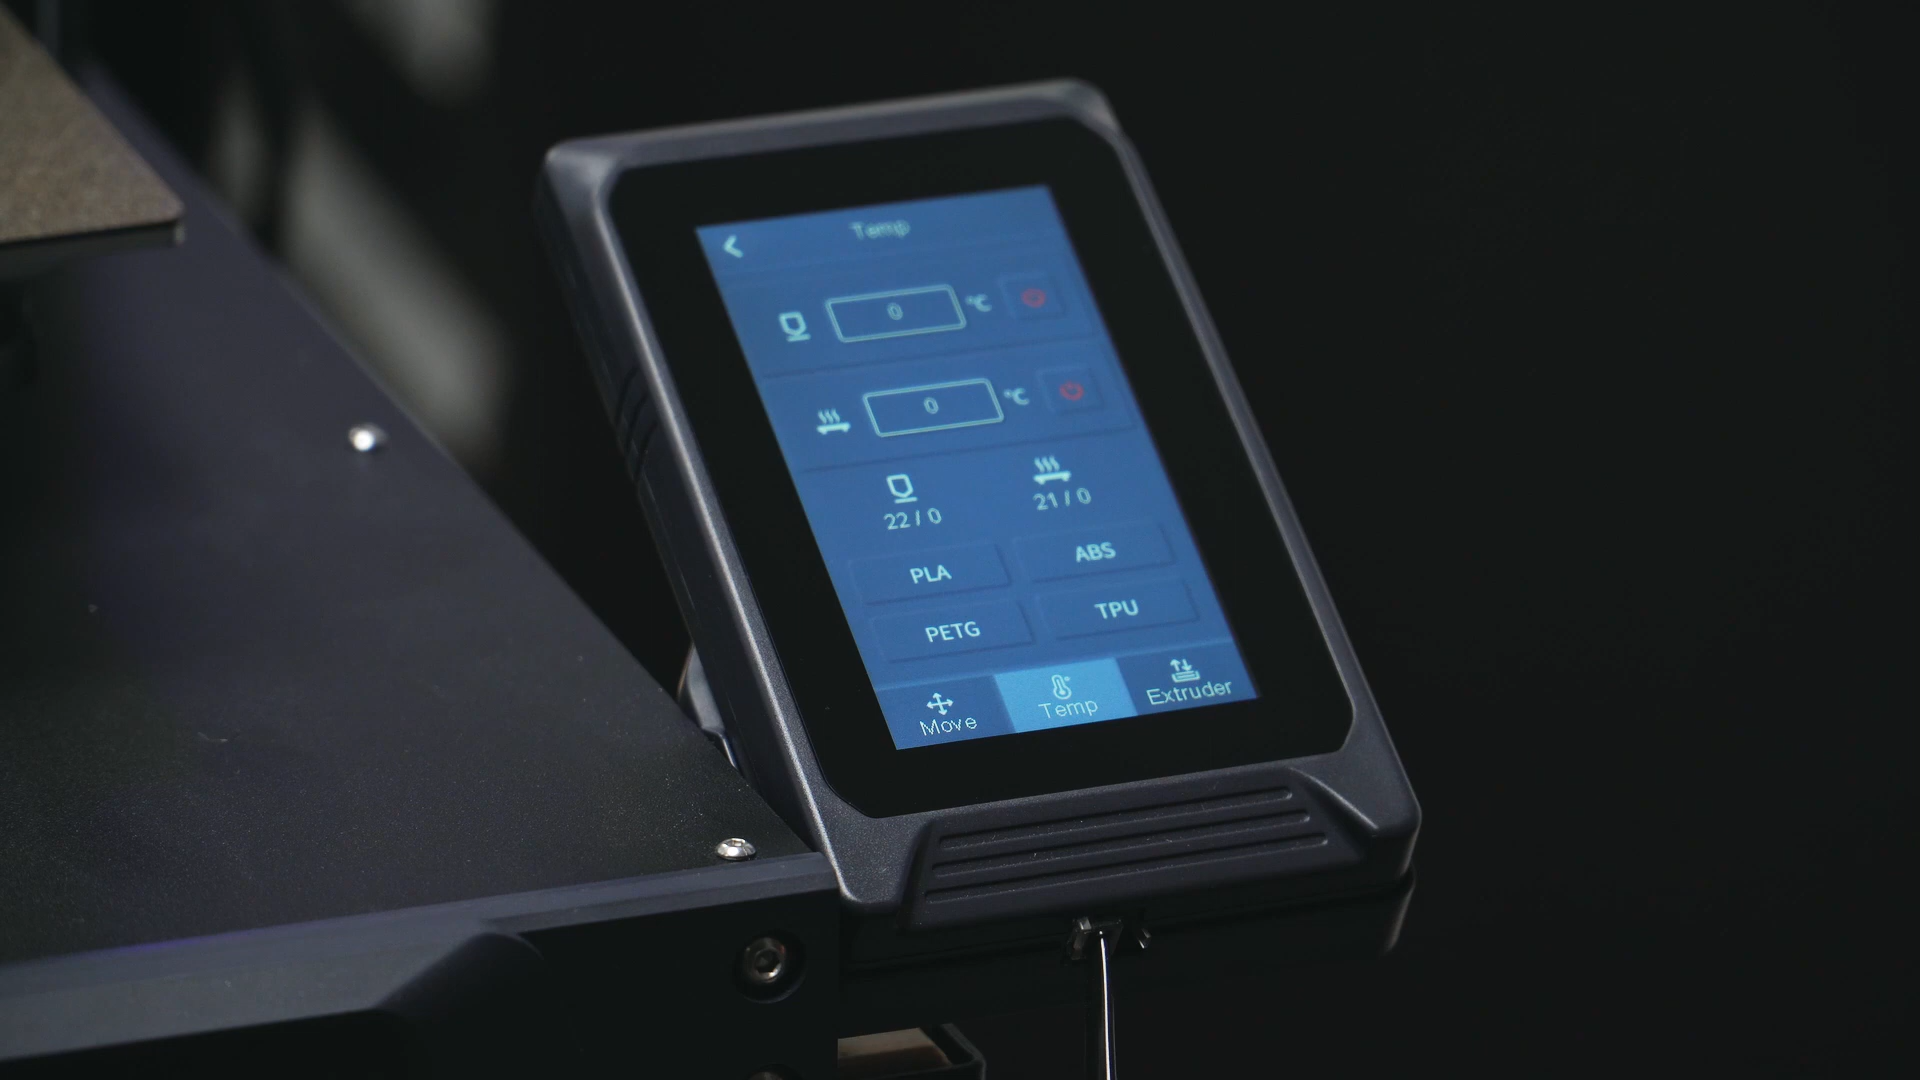 Temp
0 °C
0 °C
22 / 0 21 / 0
PLA ABS
PETG TPU
Move Temp Extruder